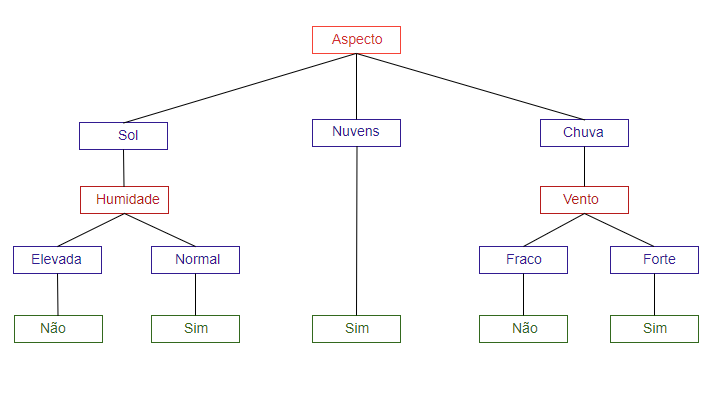 Aspecto
Sol
Nuvens
Chuva
Humidade
Vento
Elevada
Normal
Fraco
Forte
Não
Sim
Sim
Não
Sim